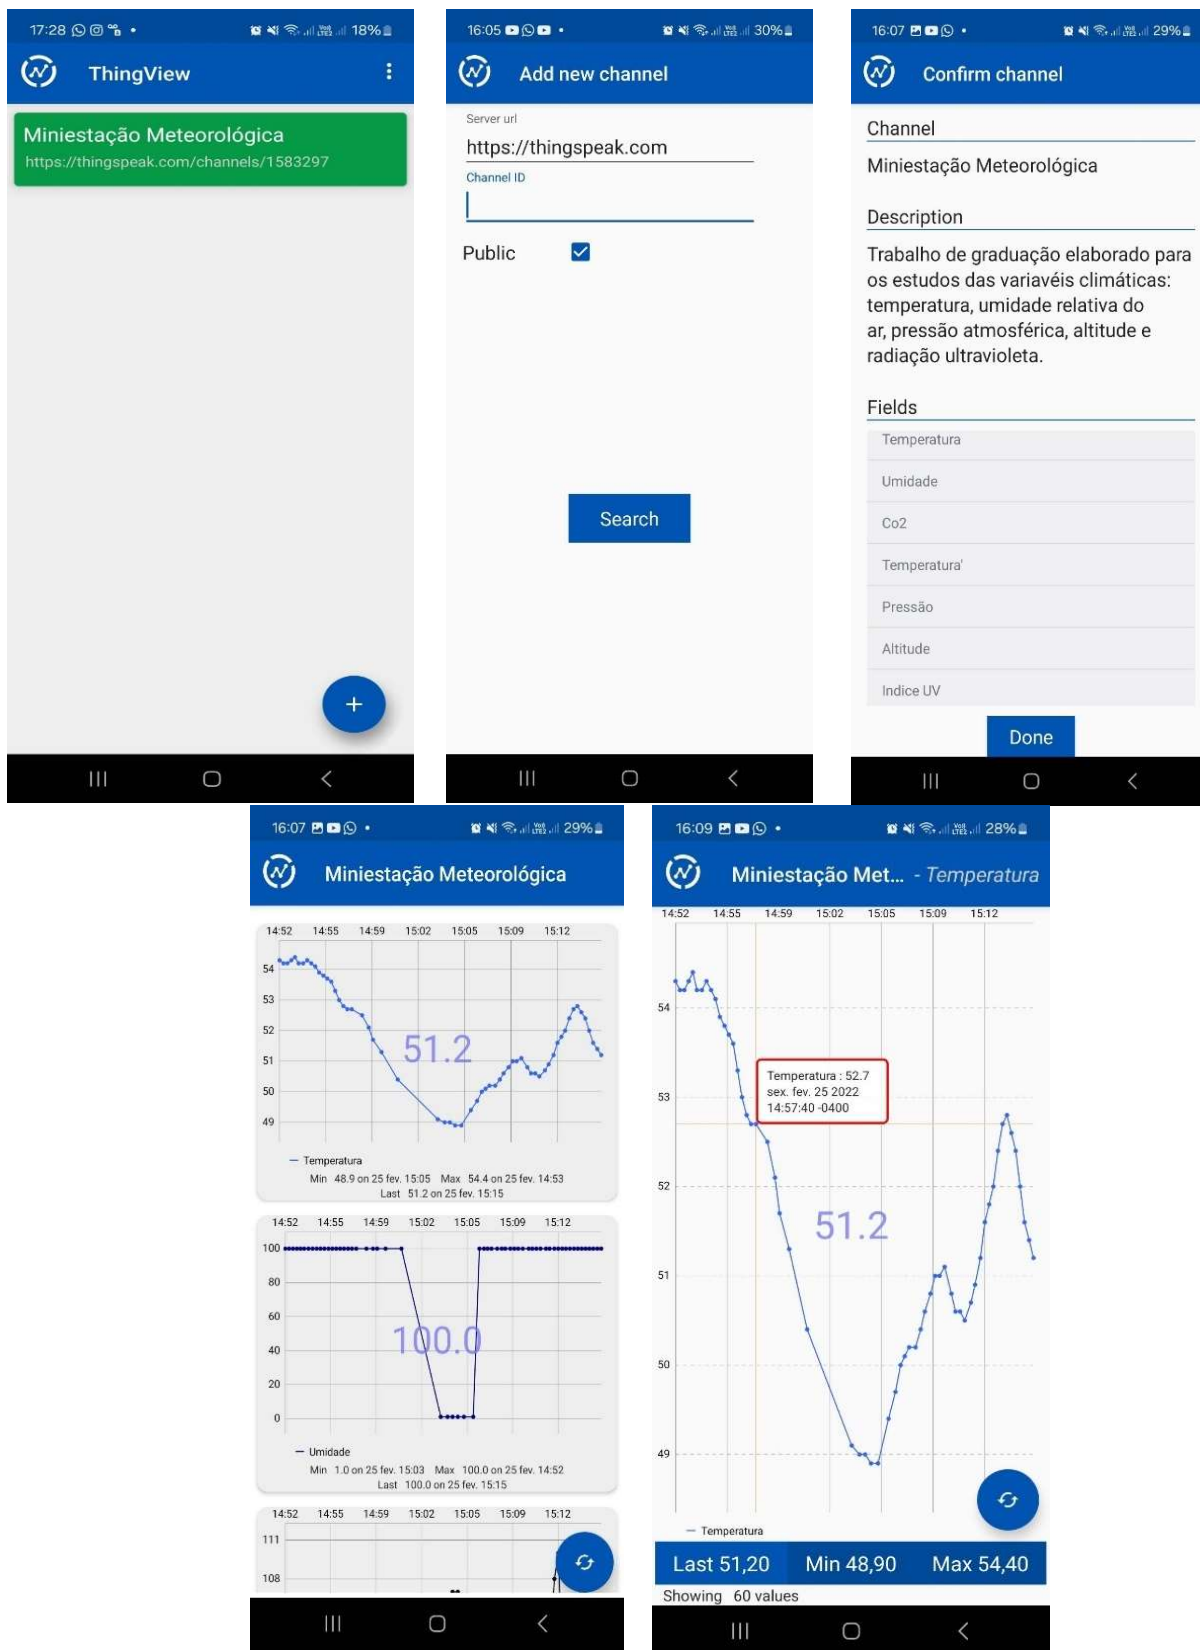 17:28
18%
ThingView
Miniestação Meteorológica
https://thingspeak.com/channels/1583297
+
16:05
30%
Add new channel
Server url
https://thingspeak.com
Channel ID
Public
Search
16:07
29%
Confirm channel
Channel
Miniestação Meteorológica
Description
Trabalho de graduação elaborado para
os estudos das variavéis climáticas:
temperatura, umidade relativa do
ar, pressão atmosférica, altitude e
radiação ultravioleta.
Fields
Temperatura
Umidade
Co2
Temperatura'
Pressão
Altitude
Indice UV
Done
16:07
29%
Miniestação Meteorológica
14:52 14:55 14:59 15:02 15:05 15:09 15:12
54
53
52
51
50
49
51.2
Temperatura
Min 48.9 on 25 fev. 15:05 Max 54.4 on 25 fev. 14:53
Last 51.2 on 25 fev. 15:15
14:52 14:55 14:59 15:02 15:05 15:09 15:12
100
80
60
40
20
0
100.0
Umidade
Min 1.0 on 25 fev. 15:03 Max 100.0 on 25 fev. 14:52
Last 100.0 on 25 fev. 15:15
14:52 14:55 14:59 15:02 15:05 15:09 15:12
111
108
16:09
28%
Miniestação Met... - Temperatura
14:52 14:55 14:59 15:02 15:05 15:09 15:12
54
53
52
51
50
49
Temperatura : 52.7
sex. fev. 25 2022
14:57:40 -0400
51.2
Temperatura
Last 51,20 Min 48,90 Max 54,40
Showing 60 values